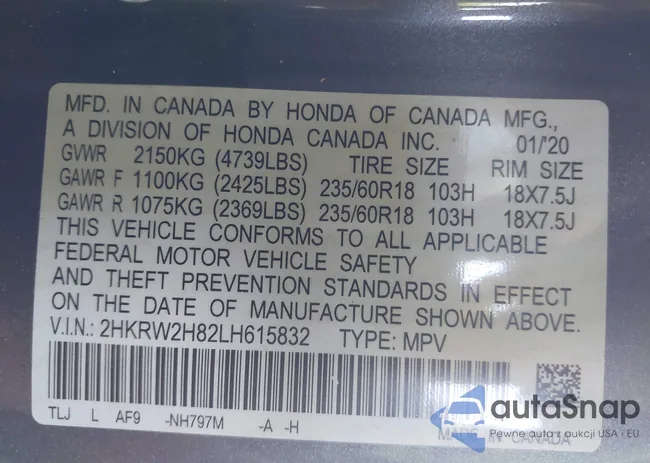 MFD. IN CANADA BY HONDA OF CANADA MFG.,
A DIVISION OF HONDA CANADA INC. 01/'20
GVWR 2150KG (4739LBS) TIRE SIZE RIM SIZE
GAWR F 1100KG (2425LBS) 235/60R18 103H 18X7.5J
GAWR R 1075KG (2369LBS) 235/60R18 103H 18X7.5J
THIS VEHICLE CONFORMS TO ALL APPLICABLE
FEDERAL MOTOR VEHICLE SAFETY
AND THEFT PREVENTION STANDARDS IN EFFECT
ON THE DATE OF MANUFACTURE SHOWN ABOVE.
V.I.N.: 2HKRW2H82LH615832 TYPE: MPV
TLJ L AF9 -NH797M -A -H
MADE IN CANADA
autaSnap
Pewne auta z aukcji USA i EU